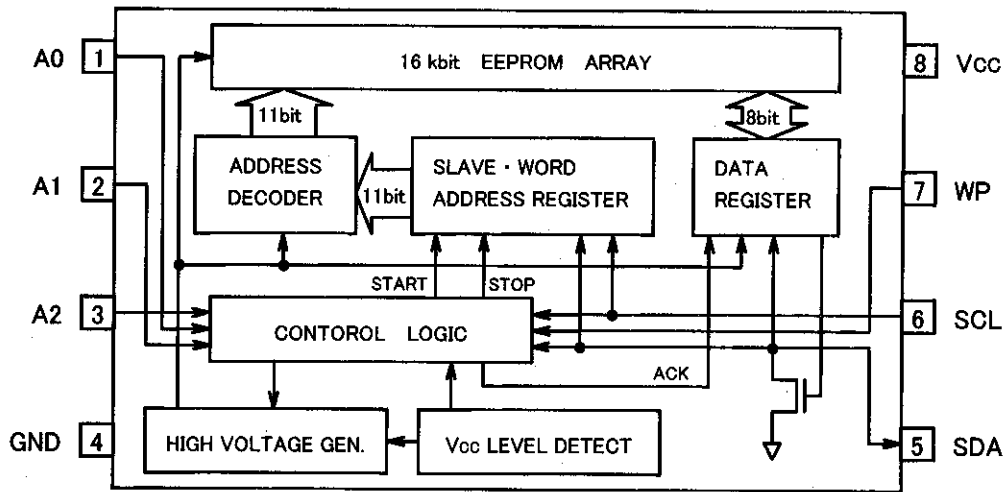 A0 1
16 kbit EEPROM ARRAY
8 Vcc
11bit
8bit
A1 2
ADDRESS
DECODER
11bit
SLAVE・WORD
ADDRESS REGISTER
DATA
REGISTER
7 WP
START
STOP
A2 3
CONTOROL LOGIC
6 SCL
ACK
GND 4
HIGH VOLTAGE GEN.
Vcc LEVEL DETECT
5 SDA